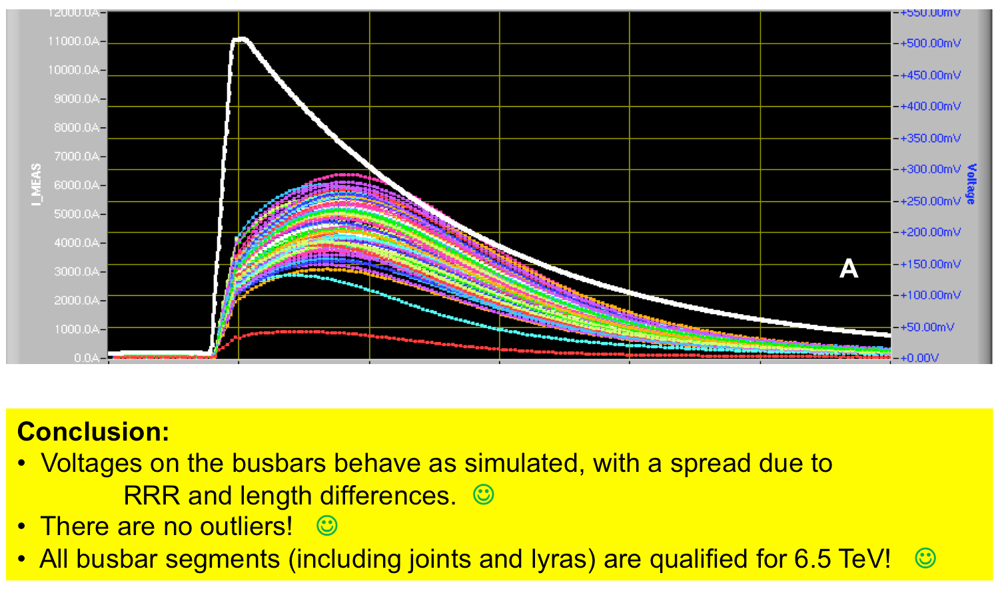 12000.0A
11000.0A
10000.0A
9000.0A
8000.0A
7000.0A
6000.0A
5000.0A
4000.0A
3000.0A
2000.0A
1000.0A
0.0A
I_MEAS
+550.00mV
+500.00mV
+450.00mV
+400.00mV
+350.00mV
+300.00mV
+250.00mV
+200.00mV
+150.00mV
+100.00mV
+50.00mV
+0.00V
Voltage
A
Conclusion:
• Voltages on the busbars behave as simulated, with a spread due to
RRR and length differences. ☺
• There are no outliers! ☺
• All busbar segments (including joints and lyras) are qualified for 6.5 TeV! ☺